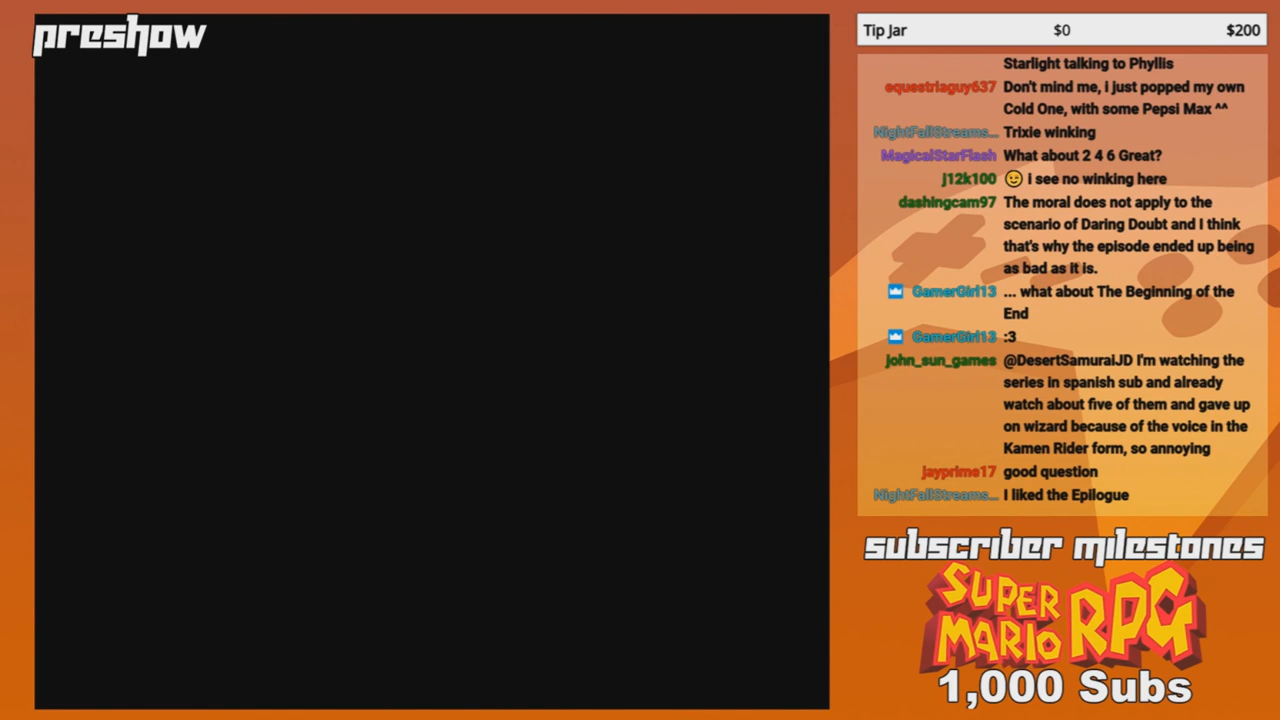 preshow
Tip Jar $0 $200
Starlight talking to Phyllis
equestriaguy637 Don't mind me, i just popped my own
Cold One, with some Pepsi Max ^^
NightFallStreams... Trixie winking
MagicalStarFlash What about 2 4 6 Great?
j12k100 😉 i see no winking here
dashingcam97 The moral does not apply to the
scenario of Daring Doubt and I think
that's why the episode ended up being
as bad as it is.
GamerGirl13 ... what about The Beginning of the
End
GamerGirl13 :3
john_sun_games @DesertSamuraiJD I'm watching the
series in spanish sub and already
watch about five of them and gave up
on wizard because of the voice in the
Kamen Rider form, so annoying
jayprime17 good question
NightFallStreams... I liked the Epilogue
subscriber milestones
SUPER
MARIO RPG
1,000 Subs